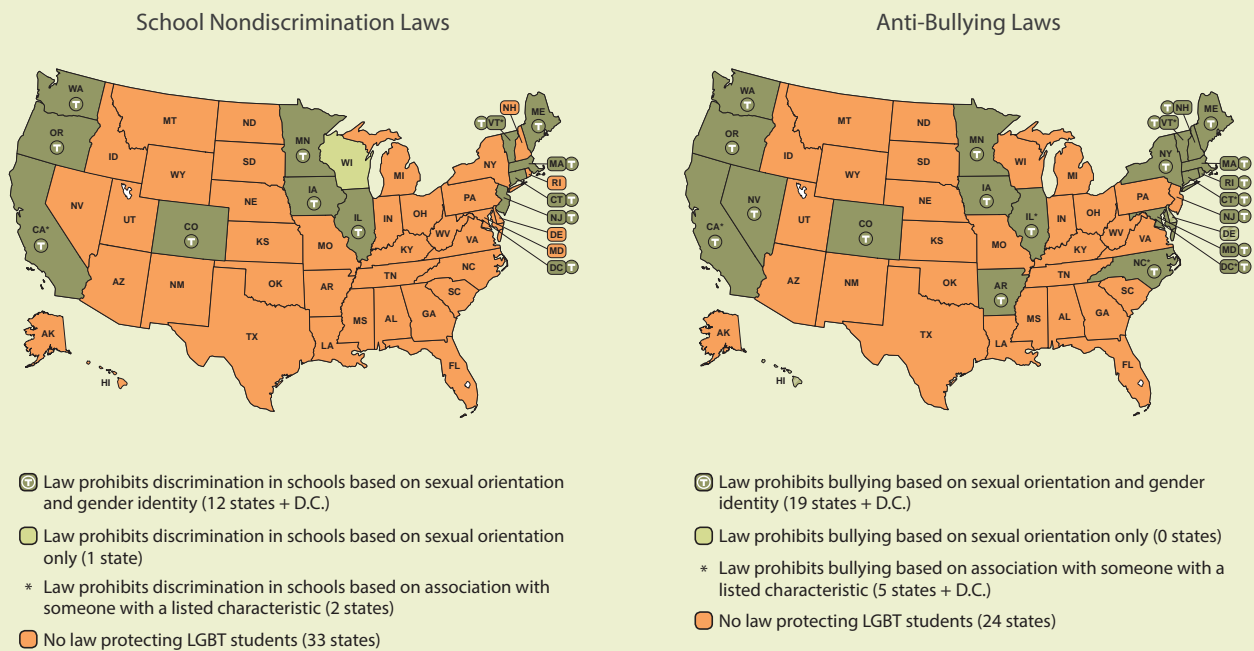 School Nondiscrimination Laws
WA
T
OR
T
CA*
T
NV
ID
MT
WY
UT
AZ
CO
T
NM
ND
SD
NE
KS
OK
TX
MN
T
IA
T
MO
AR
LA
WI
IL
T
MI
IN
OH
KY
TN
MS
AL
GA
FL
SC
NC
VA
WV
PA
NY
T VT*
NH
ME
T
MA T
RI
CT T
NJ T
DE
MD
DC* T
AK
HI
T Law prohibits discrimination in schools based on sexual orientation
and gender identity (12 states + D.C.)
Law prohibits discrimination in schools based on sexual orientation
only (1 state)
* Law prohibits discrimination in schools based on association with
someone with a listed characteristic (2 states)
No law protecting LGBT students (33 states)
Anti-Bullying Laws
WA
T
OR
T
CA*
T
NV
T
ID
MT
WY
UT
AZ
CO
T
NM
ND
SD
NE
KS
OK
TX
MN
T
IA
T
MO
AR
T
LA
WI
IL*
T
MI
IN
OH
KY
TN
MS
AL
GA
FL
SC
NC*
T
VA
WV
PA
NY
T
T NH
T VT*
ME
T
MA T
RI T
CT* T
NJ T
DE
MD T
DC* T
AK
HI
T Law prohibits bullying based on sexual orientation and gender
identity (19 states + D.C.)
Law prohibits bullying based on sexual orientation only (0 states)
* Law prohibits bullying based on association with someone with a
listed characteristic (5 states + D.C.)
No law protecting LGBT students (24 states)